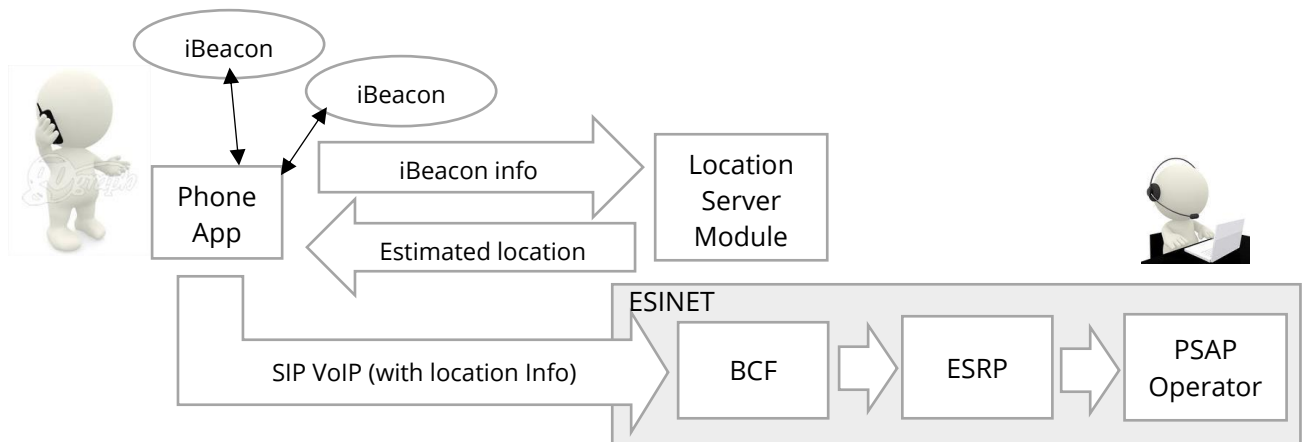 iBeacon
iBeacon
iBeacon info
Phone
App
Location
Server
Module
Estimated location
ESINET
SIP VoIP (with location Info)
BCF
ESRP
PSAP
Operator